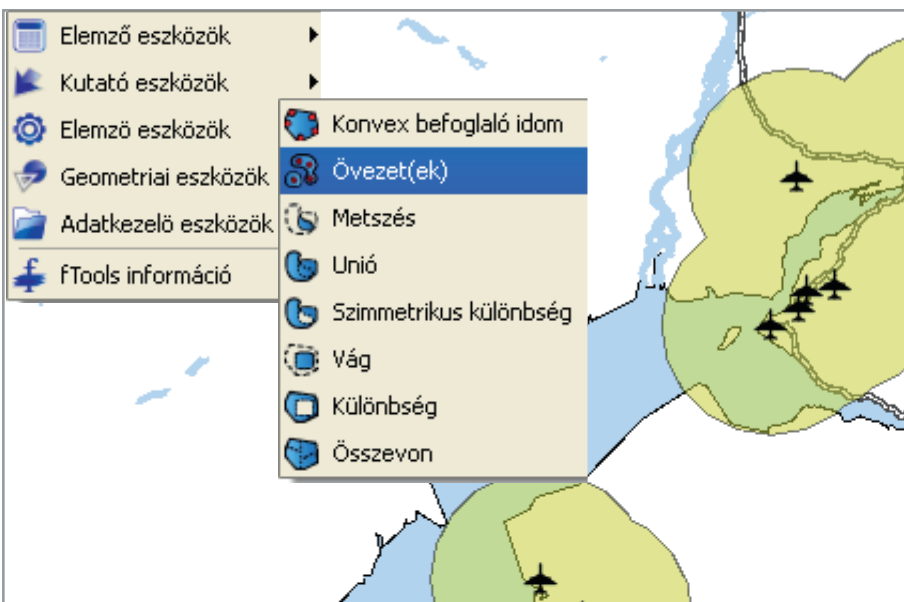 Elemző eszközök
Kutató eszközök
Elemzö eszközök
Geometriai eszközök
Adatkezelö eszközök
fTools információ
Konvex befoglaló idom
Övezet(ek)
Metszés
Unió
Szimmetrikus különbség
Vág
Különbség
Összevon